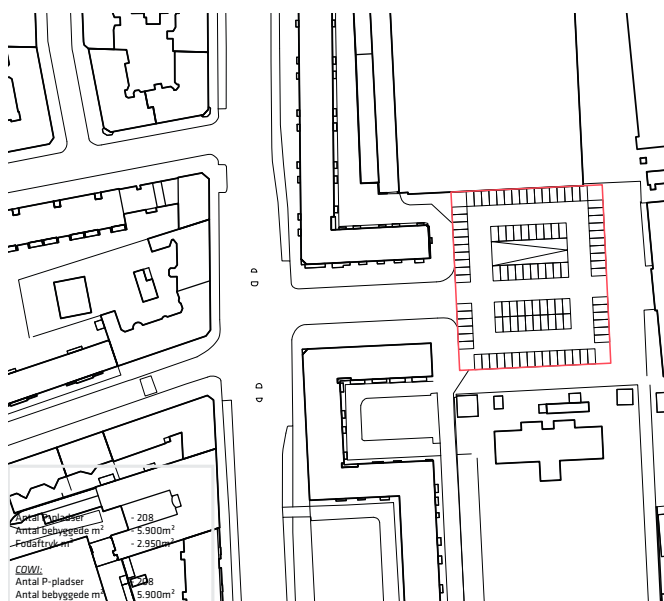 Antal P-pladser - 208
Antal bebyggede m² - 5.900m²
Fodaftryk m² - 2.950m²
COWI:
Antal P-pladser - 208
Antal bebyggede m² - 5.900m²